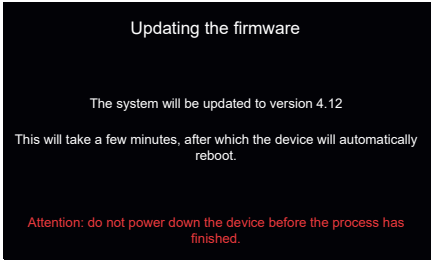 Updating the firmware
The system will be updated to version 4.12
This will take a few minutes, after which the device will automatically
reboot.
Attention: do not power down the device before the process has
finished.